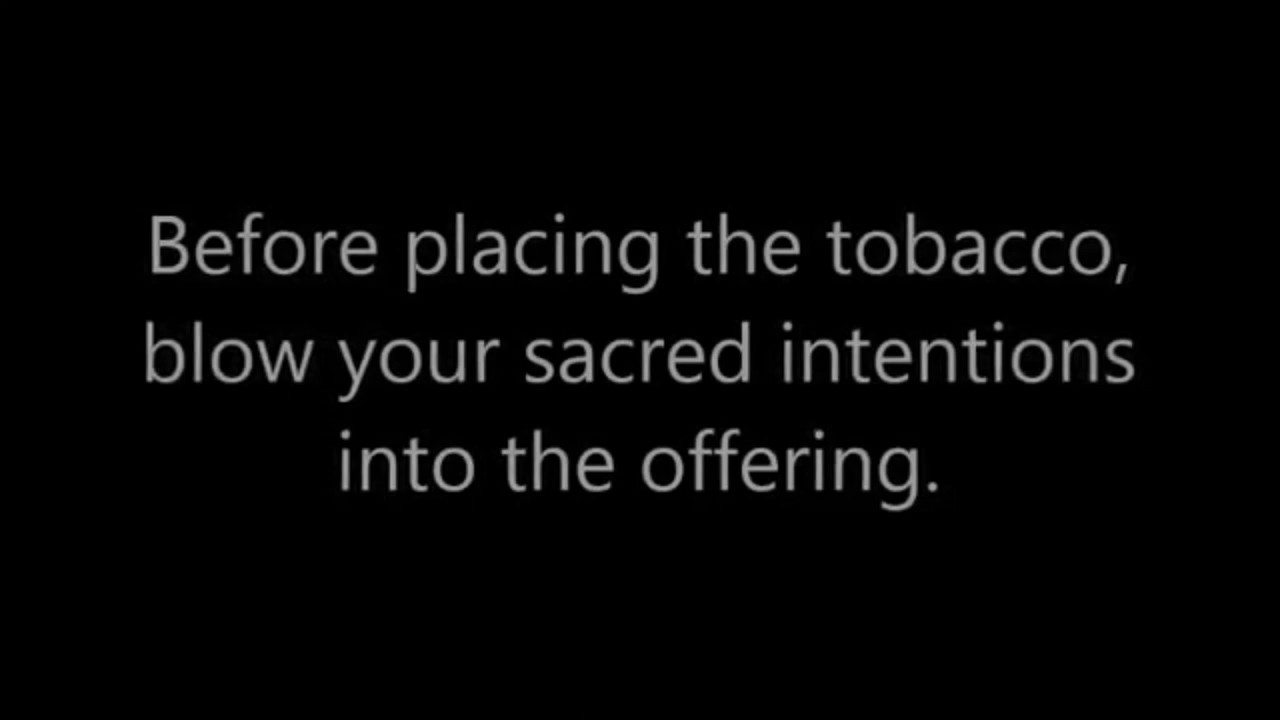 Before placing the tobacco,
blow your sacred intentions
into the offering.